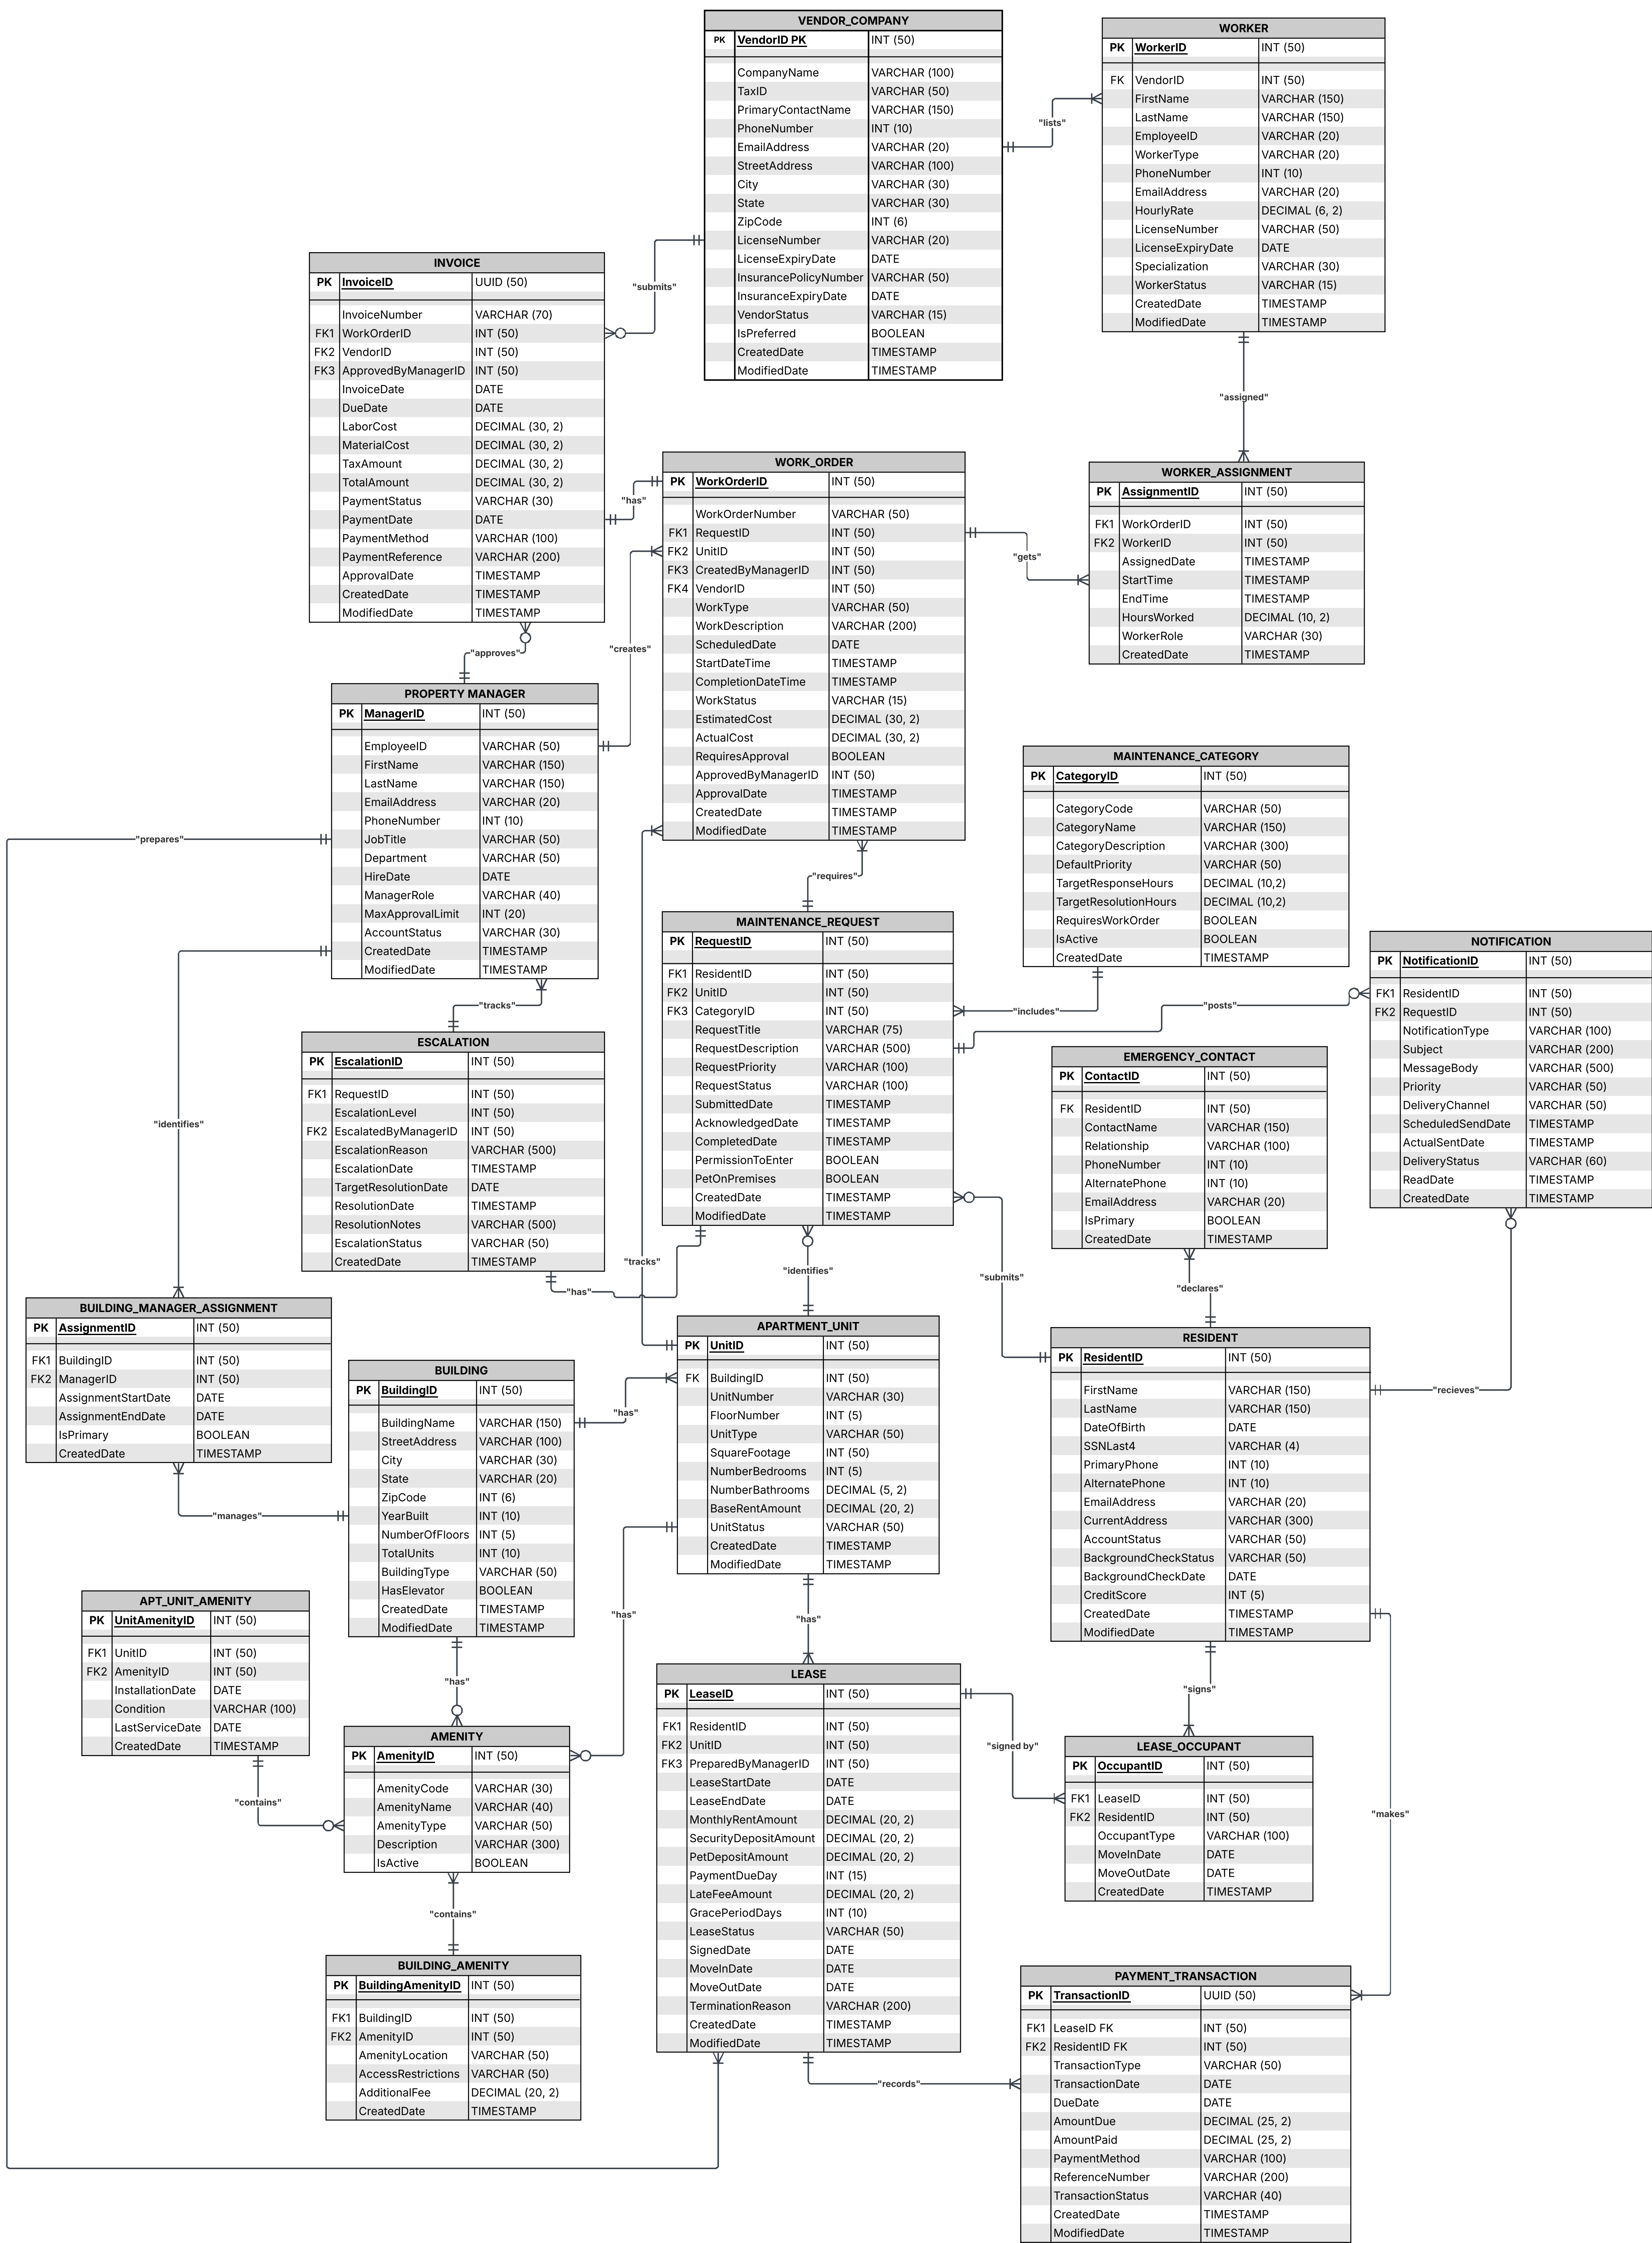 VENDOR_COMPANY
PK VendorID PK INT (50)
CompanyName VARCHAR (100)
TaxID VARCHAR (50)
PrimaryContactName VARCHAR (150)
PhoneNumber INT (10)
EmailAddress VARCHAR (20)
StreetAddress VARCHAR (100)
City VARCHAR (30)
State VARCHAR (30)
ZipCode INT (6)
LicenseNumber VARCHAR (20)
LicenseExpiryDate DATE
InsurancePolicyNumber VARCHAR (50)
InsuranceExpiryDate DATE
VendorStatus VARCHAR (15)
IsPreferred BOOLEAN
CreatedDate TIMESTAMP
ModifiedDate TIMESTAMP
"lists"
WORKER
PK WorkerID INT (50)
FK VendorID INT (50)
FirstName VARCHAR (150)
LastName VARCHAR (150)
EmployeeID VARCHAR (20)
WorkerType VARCHAR (20)
PhoneNumber INT (10)
EmailAddress VARCHAR (20)
HourlyRate DECIMAL (6, 2)
LicenseNumber VARCHAR (50)
LicenseExpiryDate DATE
Specialization VARCHAR (30)
WorkerStatus VARCHAR (15)
CreatedDate TIMESTAMP
ModifiedDate TIMESTAMP
"submits"
INVOICE
PK InvoiceID UUID (50)
InvoiceNumber VARCHAR (70)
FK1 WorkOrderID INT (50)
FK2 VendorID INT (50)
FK3 ApprovedByManagerID INT (50)
InvoiceDate DATE
DueDate DATE
LaborCost DECIMAL (30, 2)
MaterialCost DECIMAL (30, 2)
TaxAmount DECIMAL (30, 2)
TotalAmount DECIMAL (30, 2)
PaymentStatus VARCHAR (30)
PaymentDate DATE
PaymentMethod VARCHAR (100)
PaymentReference VARCHAR (200)
ApprovalDate TIMESTAMP
CreatedDate TIMESTAMP
ModifiedDate TIMESTAMP
"assigned"
"has"
WORK_ORDER
PK WorkOrderID INT (50)
WorkOrderNumber VARCHAR (50)
FK1 RequestID INT (50)
FK2 UnitID INT (50)
FK3 CreatedByManagerID INT (50)
FK4 VendorID INT (50)
WorkType VARCHAR (50)
WorkDescription VARCHAR (200)
ScheduledDate DATE
StartDateTime TIMESTAMP
CompletionDateTime TIMESTAMP
WorkStatus VARCHAR (15)
EstimatedCost DECIMAL (30, 2)
ActualCost DECIMAL (30, 2)
RequiresApproval BOOLEAN
ApprovedByManagerID INT (50)
ApprovalDate TIMESTAMP
CreatedDate TIMESTAMP
ModifiedDate TIMESTAMP
"gets"
WORKER_ASSIGNMENT
PK AssignmentID INT (50)
FK1 WorkOrderID INT (50)
FK2 WorkerID INT (50)
AssignedDate TIMESTAMP
StartTime TIMESTAMP
EndTime TIMESTAMP
HoursWorked DECIMAL (10, 2)
WorkerRole VARCHAR (30)
CreatedDate TIMESTAMP
"approves"
"creates"
PROPERTY MANAGER
PK ManagerID INT (50)
EmployeeID VARCHAR (50)
FirstName VARCHAR (150)
LastName VARCHAR (150)
EmailAddress VARCHAR (20)
PhoneNumber INT (10)
JobTitle VARCHAR (50)
Department VARCHAR (50)
HireDate DATE
ManagerRole VARCHAR (40)
MaxApprovalLimit INT (20)
AccountStatus VARCHAR (30)
CreatedDate TIMESTAMP
ModifiedDate TIMESTAMP
"prepares"
"requires"
MAINTENANCE_CATEGORY
PK CategoryID INT (50)
CategoryCode VARCHAR (50)
CategoryName VARCHAR (150)
CategoryDescription VARCHAR (300)
DefaultPriority VARCHAR (50)
TargetResponseHours DECIMAL (10,2)
TargetResolutionHours DECIMAL (10,2)
RequiresWorkOrder BOOLEAN
IsActive BOOLEAN
CreatedDate TIMESTAMP
MAINTENANCE_REQUEST
PK RequestID INT (50)
FK1 ResidentID INT (50)
FK2 UnitID INT (50)
FK3 CategoryID INT (50)
RequestTitle VARCHAR (75)
RequestDescription VARCHAR (500)
RequestPriority VARCHAR (100)
RequestStatus VARCHAR (100)
SubmittedDate TIMESTAMP
AcknowledgedDate TIMESTAMP
CompletedDate TIMESTAMP
PermissionToEnter BOOLEAN
PetOnPremises BOOLEAN
CreatedDate TIMESTAMP
ModifiedDate TIMESTAMP
"includes"
"posts"
NOTIFICATION
PK NotificationID INT (50)
FK1 ResidentID INT (50)
FK2 RequestID INT (50)
NotificationType VARCHAR (100)
Subject VARCHAR (200)
MessageBody VARCHAR (500)
Priority VARCHAR (50)
DeliveryChannel VARCHAR (50)
ScheduledSendDate TIMESTAMP
ActualSentDate TIMESTAMP
DeliveryStatus VARCHAR (60)
ReadDate TIMESTAMP
CreatedDate TIMESTAMP
"tracks"
ESCALATION
PK EscalationID INT (50)
FK1 RequestID INT (50)
EscalationLevel INT (50)
FK2 EscalatedByManagerID INT (50)
EscalationReason VARCHAR (500)
EscalationDate TIMESTAMP
TargetResolutionDate DATE
ResolutionDate TIMESTAMP
ResolutionNotes VARCHAR (500)
EscalationStatus VARCHAR (50)
CreatedDate TIMESTAMP
EMERGENCY_CONTACT
PK ContactID INT (50)
FK ResidentID INT (50)
ContactName VARCHAR (150)
Relationship VARCHAR (100)
PhoneNumber INT (10)
AlternatePhone INT (10)
EmailAddress VARCHAR (20)
IsPrimary BOOLEAN
CreatedDate TIMESTAMP
"identifies"
"tracks"
"has"
"identifies"
"submits"
"declares"
BUILDING_MANAGER_ASSIGNMENT
PK AssignmentID INT (50)
FK1 BuildingID INT (50)
FK2 ManagerID INT (50)
AssignmentStartDate DATE
AssignmentEndDate DATE
IsPrimary BOOLEAN
CreatedDate TIMESTAMP
BUILDING
PK BuildingID INT (50)
BuildingName VARCHAR (150)
StreetAddress VARCHAR (100)
City VARCHAR (30)
State VARCHAR (20)
ZipCode INT (6)
YearBuilt INT (10)
NumberOfFloors INT (5)
TotalUnits INT (10)
BuildingType VARCHAR (50)
HasElevator BOOLEAN
CreatedDate TIMESTAMP
ModifiedDate TIMESTAMP
"has"
APARTMENT_UNIT
PK UnitID INT (50)
FK BuildingID INT (50)
UnitNumber VARCHAR (30)
FloorNumber INT (5)
UnitType VARCHAR (50)
SquareFootage INT (50)
NumberBedrooms INT (5)
NumberBathrooms DECIMAL (5, 2)
BaseRentAmount DECIMAL (20, 2)
UnitStatus VARCHAR (50)
CreatedDate TIMESTAMP
ModifiedDate TIMESTAMP
RESIDENT
PK ResidentID INT (50)
FirstName VARCHAR (150)
LastName VARCHAR (150)
DateOfBirth DATE
SSNLast4 VARCHAR (4)
PrimaryPhone INT (10)
AlternatePhone INT (10)
EmailAddress VARCHAR (20)
CurrentAddress VARCHAR (300)
AccountStatus VARCHAR (50)
BackgroundCheckStatus VARCHAR (50)
BackgroundCheckDate DATE
CreditScore INT (5)
CreatedDate TIMESTAMP
ModifiedDate TIMESTAMP
"recieves"
"manages"
APT_UNIT_AMENITY
PK UnitAmenityID INT (50)
FK1 UnitID INT (50)
FK2 AmenityID INT (50)
InstallationDate DATE
Condition VARCHAR (100)
LastServiceDate DATE
CreatedDate TIMESTAMP
"has"
"has"
"has"
"signs"
"contains"
AMENITY
PK AmenityID INT (50)
AmenityCode VARCHAR (30)
AmenityName VARCHAR (40)
AmenityType VARCHAR (50)
Description VARCHAR (300)
IsActive BOOLEAN
LEASE
PK LeaseID INT (50)
FK1 ResidentID INT (50)
FK2 UnitID INT (50)
FK3 PreparedByManagerID INT (50)
LeaseStartDate DATE
LeaseEndDate DATE
MonthlyRentAmount DECIMAL (20, 2)
SecurityDepositAmount DECIMAL (20, 2)
PetDepositAmount DECIMAL (20, 2)
PaymentDueDay INT (15)
LateFeeAmount DECIMAL (20, 2)
GracePeriodDays INT (10)
LeaseStatus VARCHAR (50)
SignedDate DATE
MoveInDate DATE
MoveOutDate DATE
TerminationReason VARCHAR (200)
CreatedDate TIMESTAMP
ModifiedDate TIMESTAMP
"signed by"
LEASE_OCCUPANT
PK OccupantID INT (50)
FK1 LeaseID INT (50)
FK2 ResidentID INT (50)
OccupantType VARCHAR (100)
MoveInDate DATE
MoveOutDate DATE
CreatedDate TIMESTAMP
"makes"
"contains"
BUILDING_AMENITY
PK BuildingAmenityID INT (50)
FK1 BuildingID INT (50)
FK2 AmenityID INT (50)
AmenityLocation VARCHAR (50)
AccessRestrictions VARCHAR (50)
AdditionalFee DECIMAL (20, 2)
CreatedDate TIMESTAMP
"records"
PAYMENT_TRANSACTION
PK TransactionID UUID (50)
FK1 LeaseID FK INT (50)
FK2 ResidentID FK INT (50)
TransactionType VARCHAR (50)
TransactionDate DATE
DueDate DATE
AmountDue DECIMAL (25, 2)
AmountPaid DECIMAL (25, 2)
PaymentMethod VARCHAR (100)
ReferenceNumber VARCHAR (200)
TransactionStatus VARCHAR (40)
CreatedDate TIMESTAMP
ModifiedDate TIMESTAMP